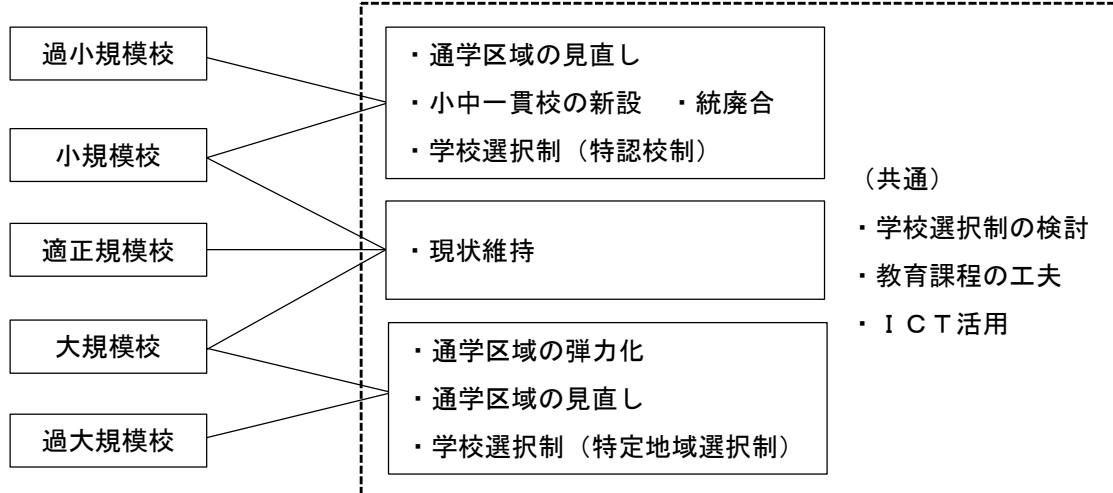 過小規模校
小規模校
適正規模校
大規模校
過大規模校
・通学区域の見直し
・小中一貫校の新設　・統廃合
・学校選択制（特認校制）
・現状維持
・通学区域の弾力化
・通学区域の見直し
・学校選択制（特定地域選択制）
（共通）
・学校選択制の検討
・教育課程の工夫
・ＩＣＴ活用